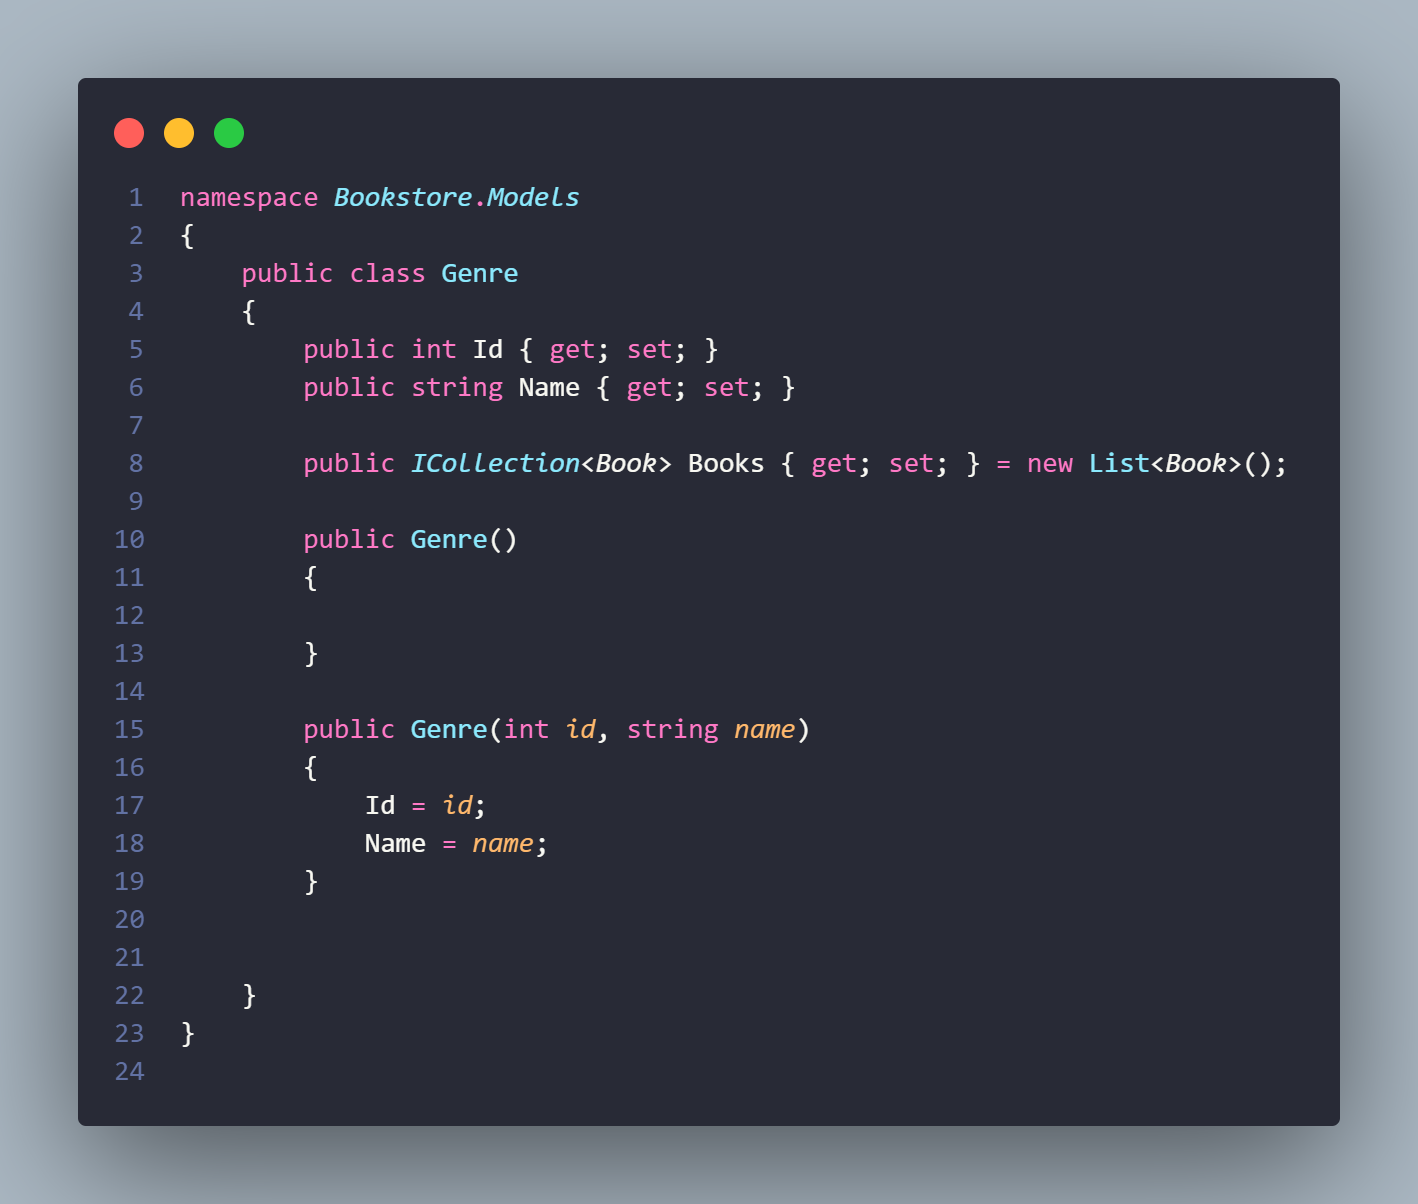 1 namespace Bookstore.Models
2 {
3     public class Genre
4     {
5         public int Id { get; set; }
6         public string Name { get; set; }
7
8         public ICollection<Book> Books { get; set; } = new List<Book>();
9
10         public Genre()
11         {
12
13         }
14
15         public Genre(int id, string name)
16         {
17             Id = id;
18             Name = name;
19         }
20
21
22     }
23 }
24